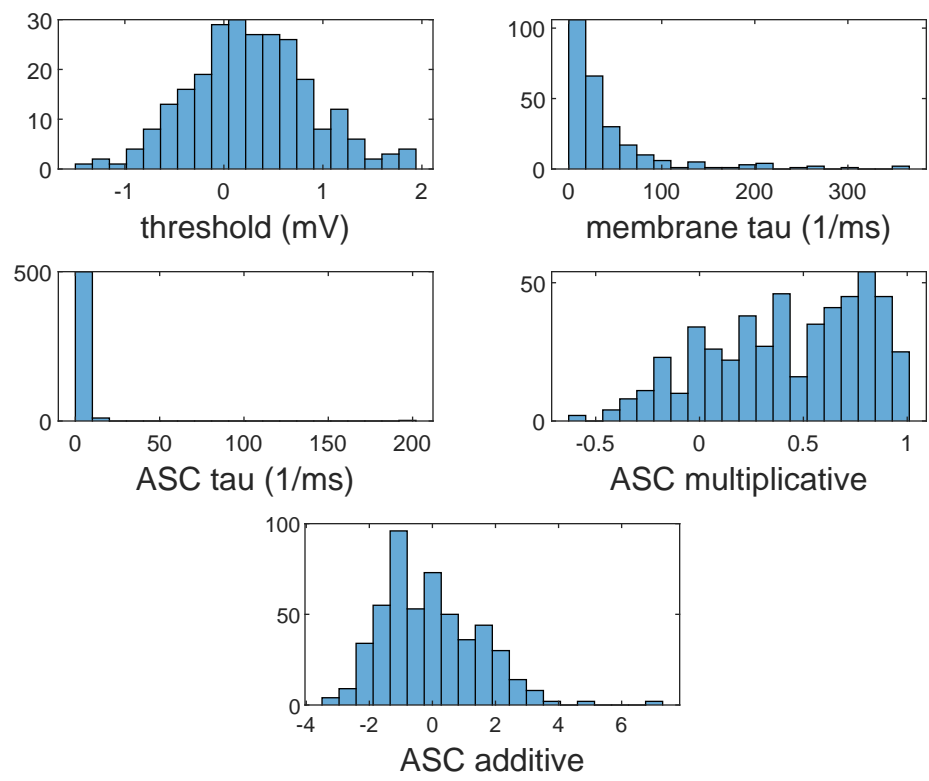 30
20
10
0
-1 0 1 2
threshold (mV)
100
50
0
0 100 200 300
membrane tau (1/ms)
500
0
0 50 100 150 200
ASC tau (1/ms)
50
0
-0.5 0 0.5 1
ASC multiplicative
100
50
0
-4 -2 0 2 4 6
ASC additive